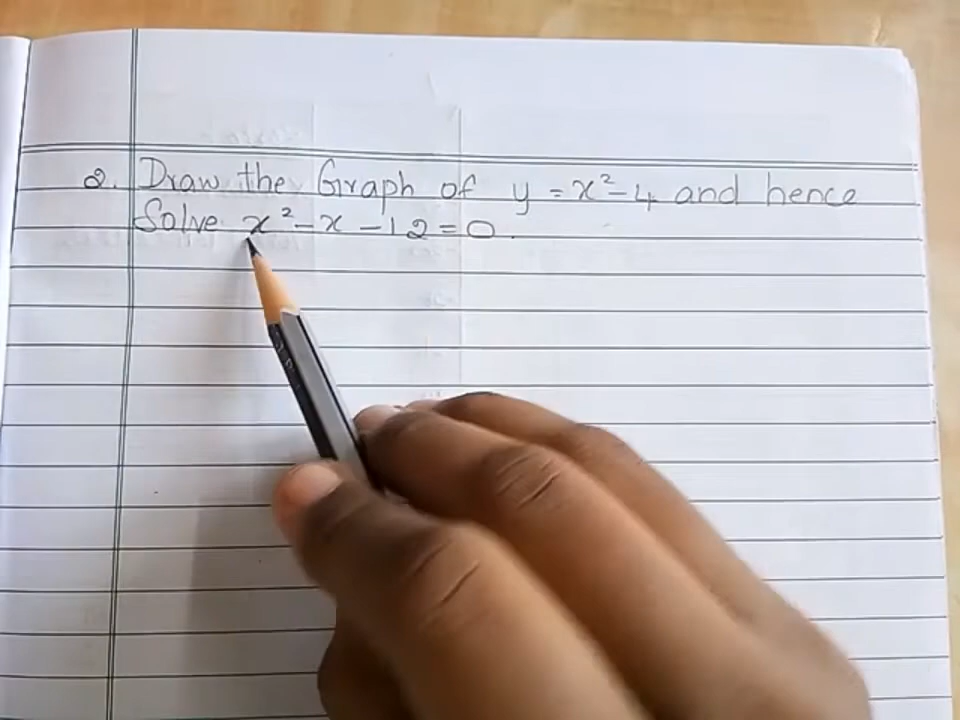 2. Draw the Graph of y = x² - 4 and hence
Solve x² - x - 12 = 0.